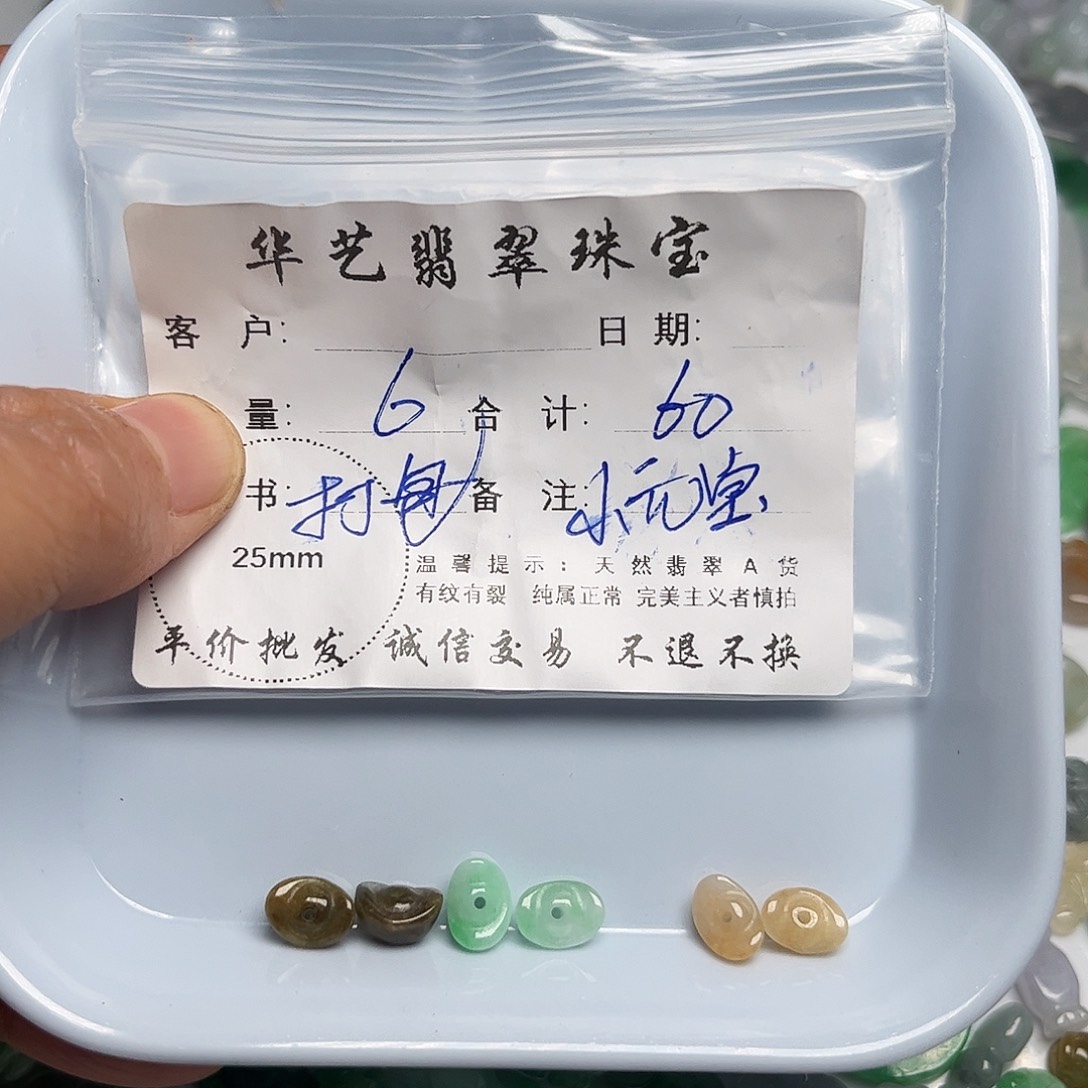 华艺翡翠珠宝
客 户: 日 期:
量: 6 合 计: 60
书: 打包 备 注: 小元宝
25mm
温馨提示: 天然翡翠A货
有纹有裂 纯属正常 完美主义者慎拍
平价批发 诚信交易 不退不换